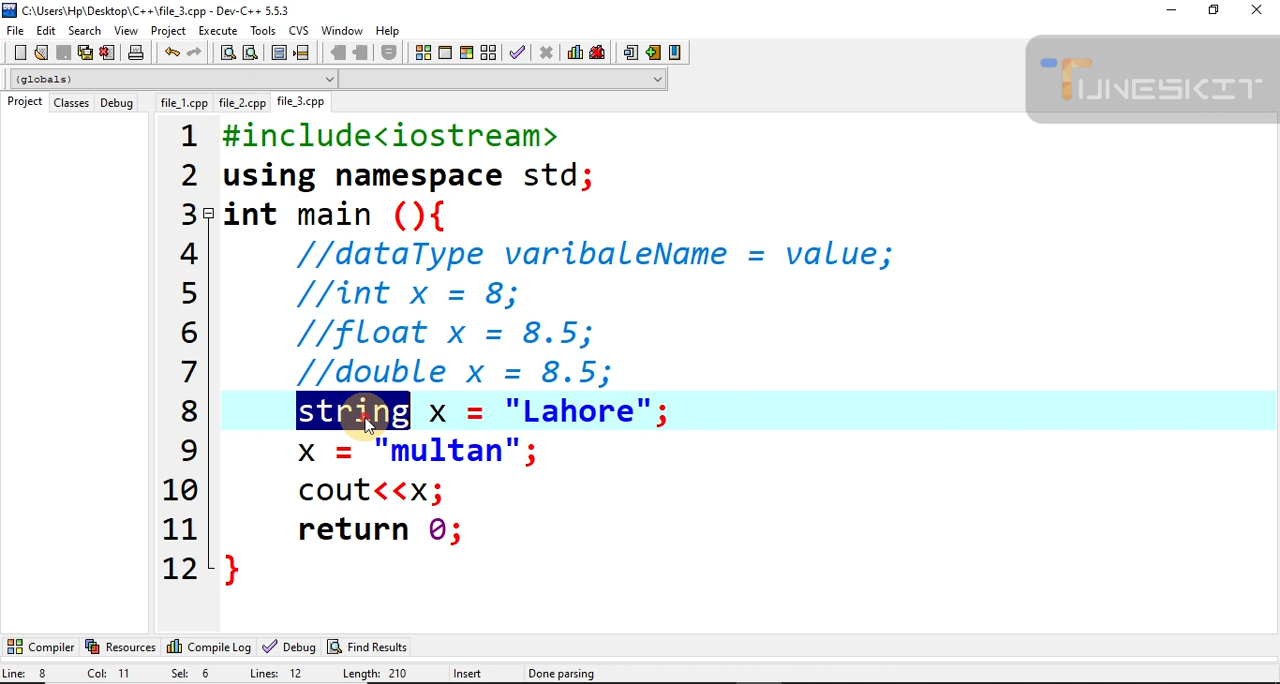 C:\Users\Hp\Desktop\C++\file_3.cpp - Dev-C++ 5.5.3
File Edit Search View Project Execute Tools CVS Window Help
(globals)
TUNESKIT
Project Classes Debug file_1.cpp file_2.cpp file_3.cpp
1 #include<iostream>
2 using namespace std;
3 int main (){
4 //dataType varibaleName = value;
5 //int x = 8;
6 //float x = 8.5;
7 //double x = 8.5;
8 string x = "Lahore";
9 x = "multan";
10 cout<<x;
11 return 0;
12 }
Compiler Resources Compile Log Debug Find Results
Line: 8 Col: 11 Sel: 6 Lines: 12 Length: 210 Insert Done parsing